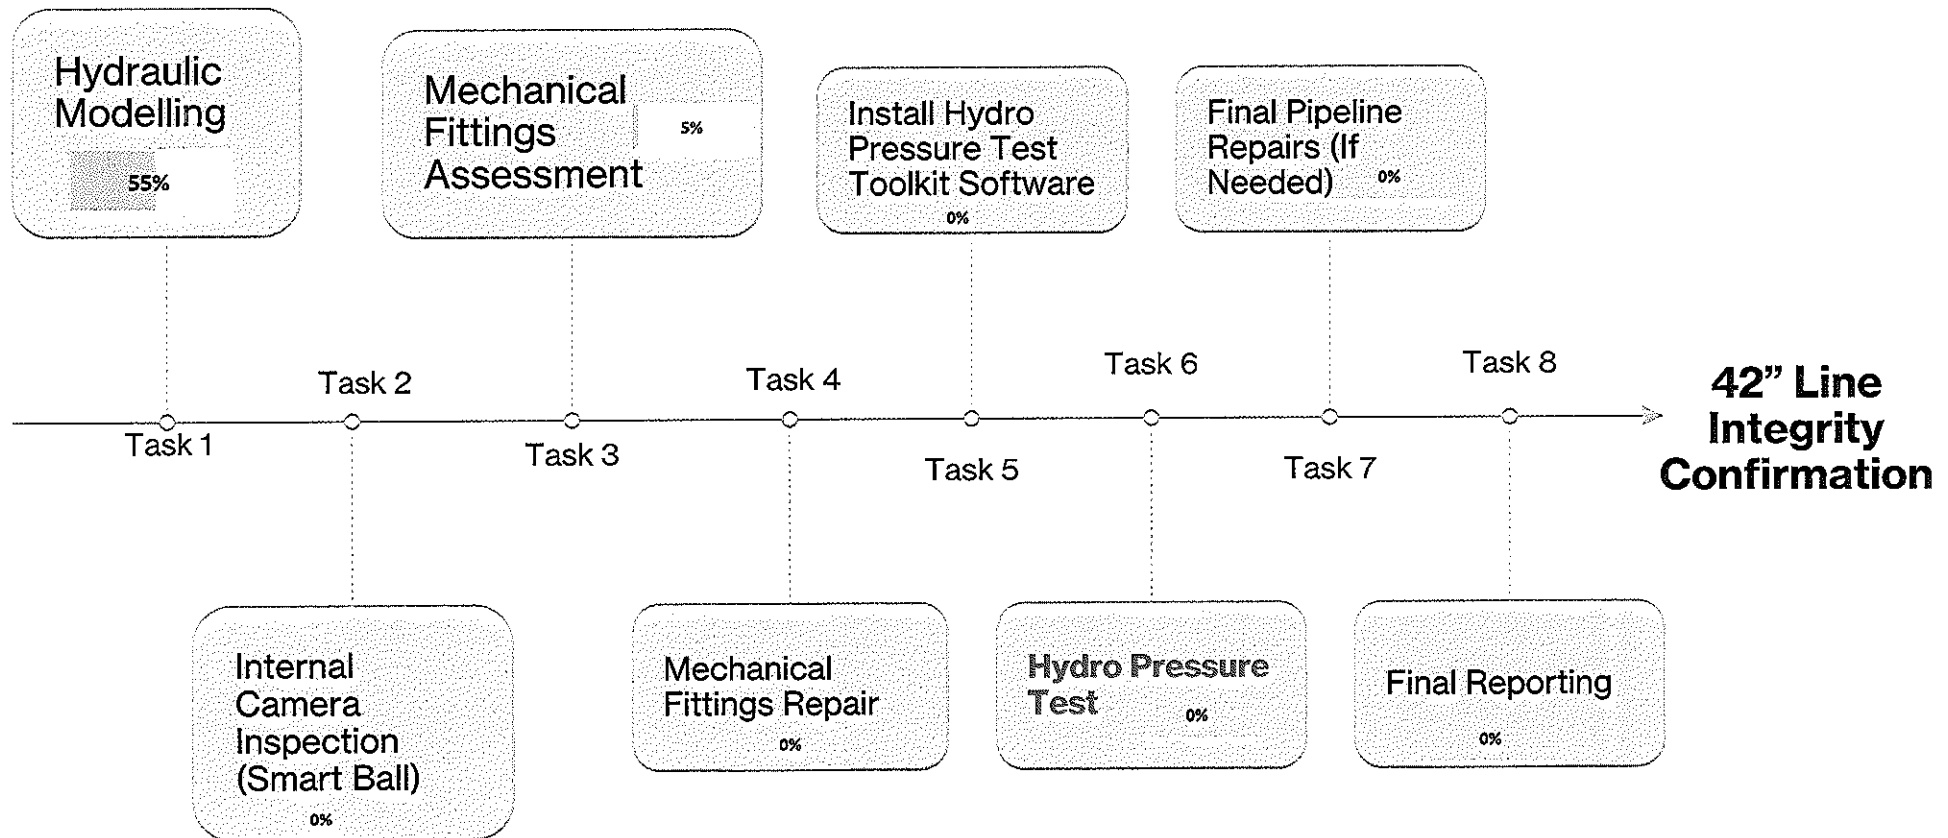 Hydraulic
Modelling
55%
Mechanical
Fittings
Assessment
5%
Install Hydro
Pressure Test
Toolkit Software
0%
Final Pipeline
Repairs (If
Needed)
0%
Task 1
Task 2
Task 3
Task 4
Task 5
Task 6
Task 7
Task 8
42” Line
Integrity
Confirmation
Internal
Camera
Inspection
(Smart Ball)
0%
Mechanical
Fittings Repair
0%
Hydro Pressure
Test
0%
Final Reporting
0%